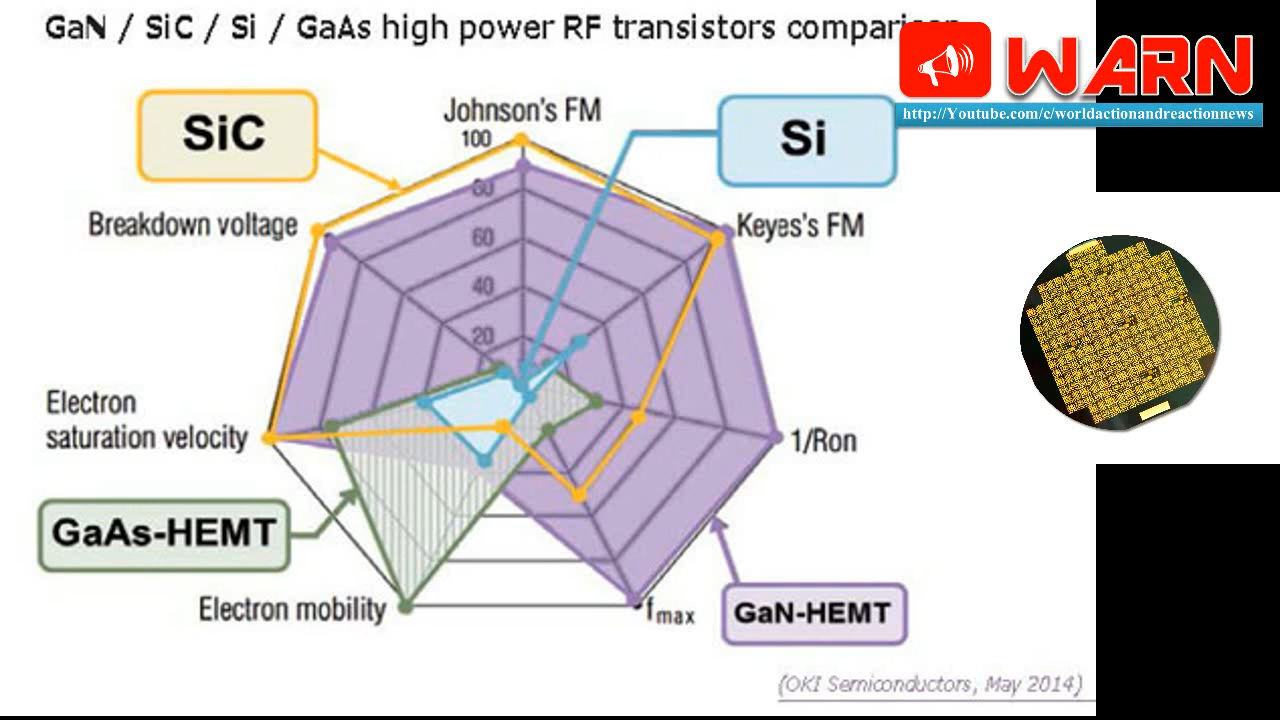 GaN / SiC / Si / GaAs high power RF transistors
WARN
http://Youtube.com/c/worldactionandreactionnews
SiC
Johnson's FM
Si
100
80
60
40
20
Breakdown voltage
Keyes's FM
Electron
saturation velocity
1/Ron
GaAs-HEMT
Electron mobility
fmax
GaN-HEMT
(OKI Semiconductors, May 2014)